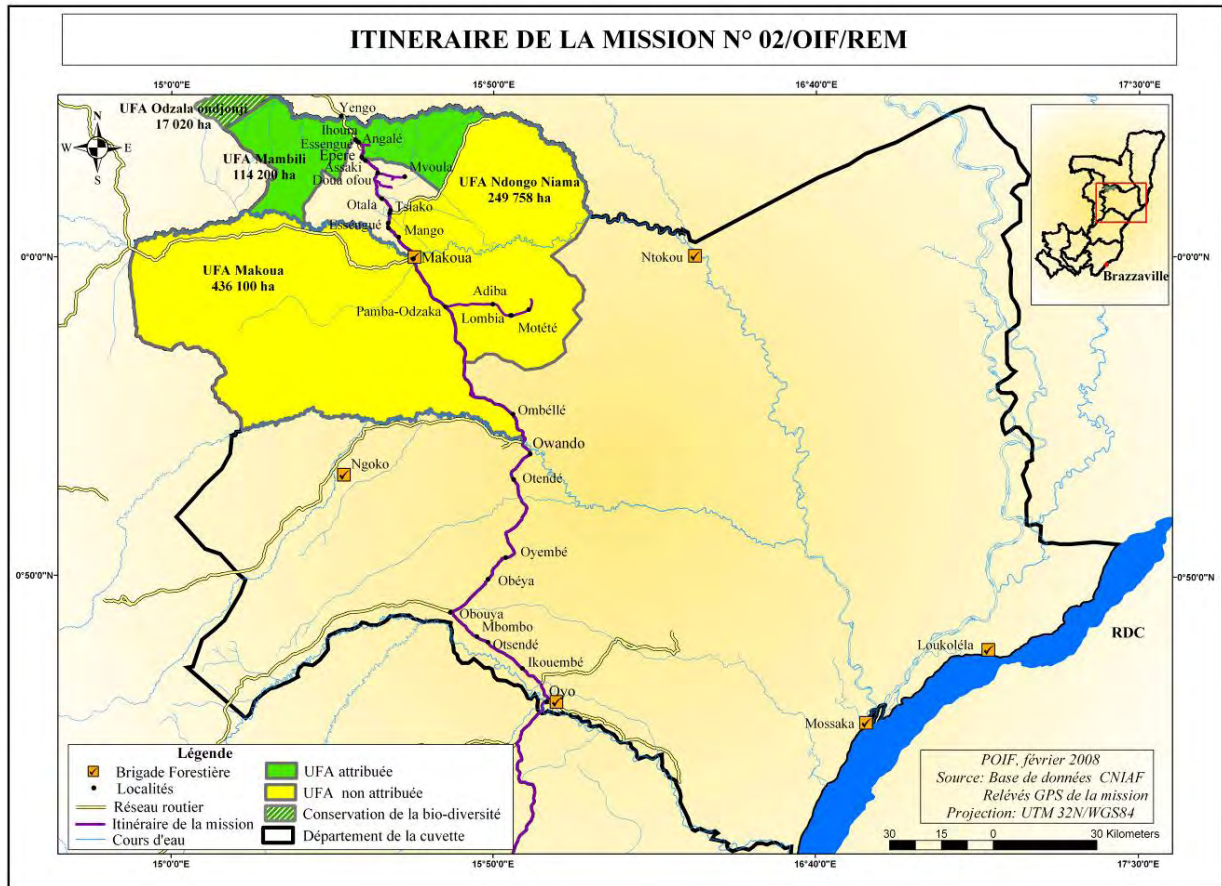 ITINERAIRE DE LA MISSION N° 02/OIF/REM
15°0'0"E
15°50'0"E
16°40'0"E
17°30'0"E
UFA Odzala ondjonji
17 020 ha
N
W
E
S
Yengo
Ihoura
Essengue
Angalé
Epere
Assaki
Doua ofou
Mvoula
UFA Mambili
114 200 ha
UFA Ndongo Niama
249 758 ha
Otala
Tsiako
Esséugué
Mango
Makoua
Ntokou
Brazzaville
0°0'0"N
0°0'0"N
UFA Makoua
436 100 ha
Adiba
Pamba-Odzaka
Lombia
Motété
Ombéllé
Owando
Ngoko
Otendé
Oyembé
0°50'0"N
0°50'0"N
Obéya
Obouya
Mbombo
Otsendé
Ikouembé
Oyo
Loukoléla
RDC
Mossaka
Légende
Brigade Forestière
Localités
Réseau routier
Itinéraire de la mission
Cours d'eau
UFA attribuée
UFA non attribuée
Conservation de la bio-diversité
Département de la cuvette
POIF, février 2008
Source: Base de données CNIAF
Relévés GPS de la mission
Projection: UTM 32N/WGS84
30 15 0 30 Kilometers
15°0'0"E
15°50'0"E
16°40'0"E
17°30'0"E